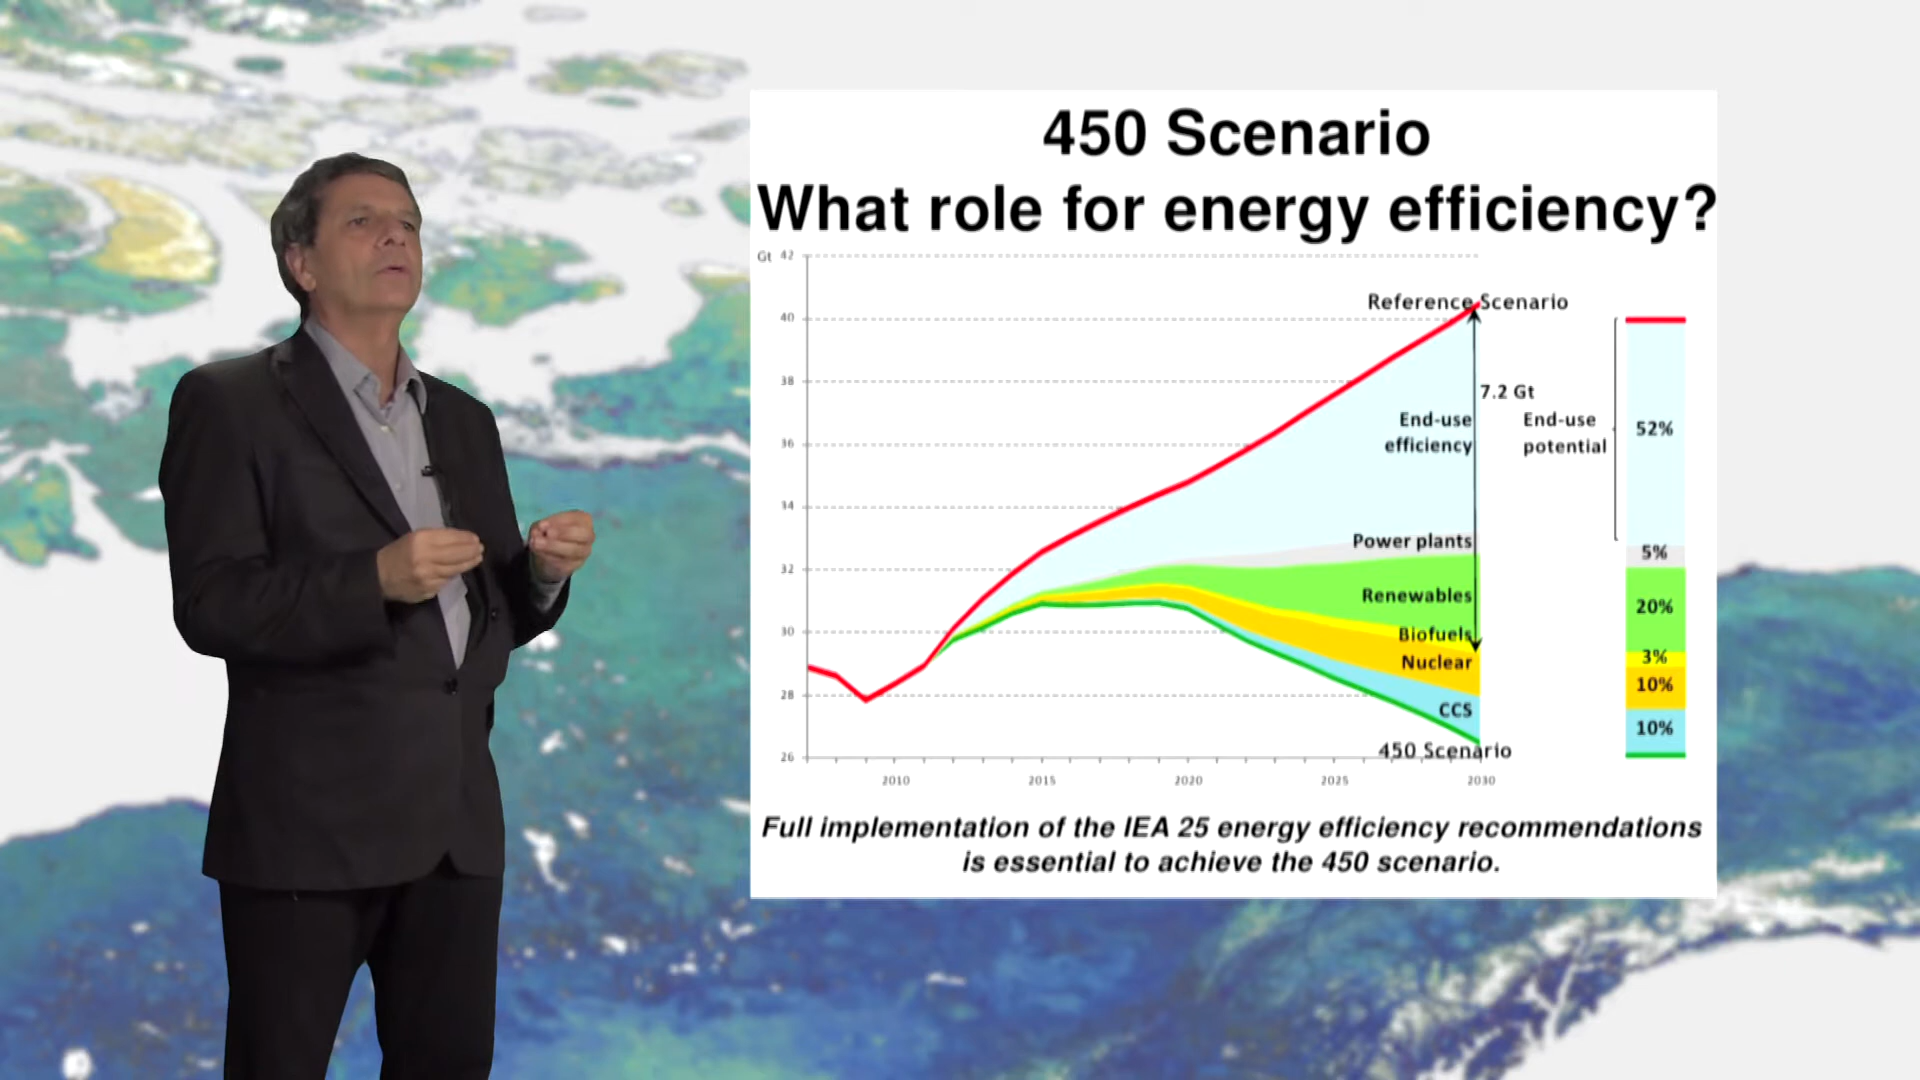 450 Scenario
What role for energy efficiency?
Gt 42
Reference Scenario
40
38
7.2 Gt
End-use
efficiency
End-use
potential
52%
36
34
Power plants
5%
32
Renewables
20%
30
Biofuels
3%
Nuclear
10%
28
CCS
10%
450 Scenario
26
2010 2015 2020 2025 2030
Full implementation of the IEA 25 energy efficiency recommendations
is essential to achieve the 450 scenario.